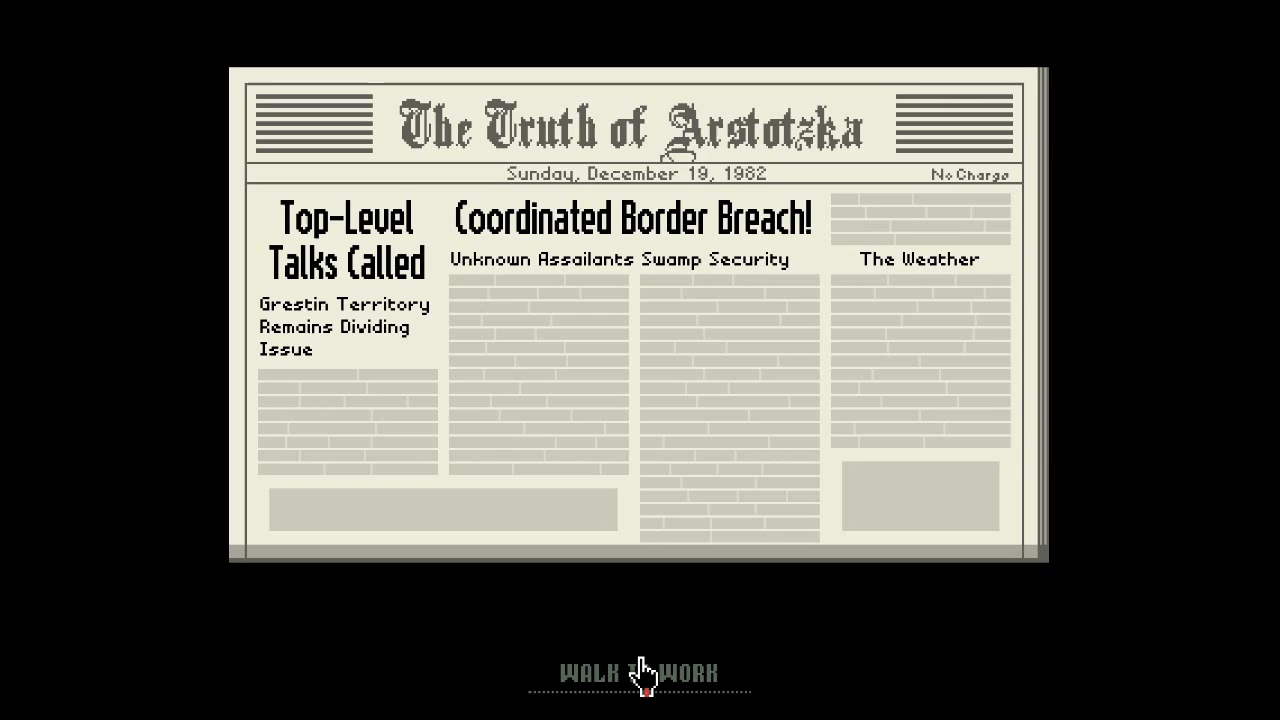 The Truth of Arstotzka
Sunday, December 19, 1982
No Charge
Top-Level
Talks Called
Grestin Territory
Remains Dividing
Issue
Coordinated Border Breach!
Unknown Assailants Swamp Security
The Weather
WALK TO WORK